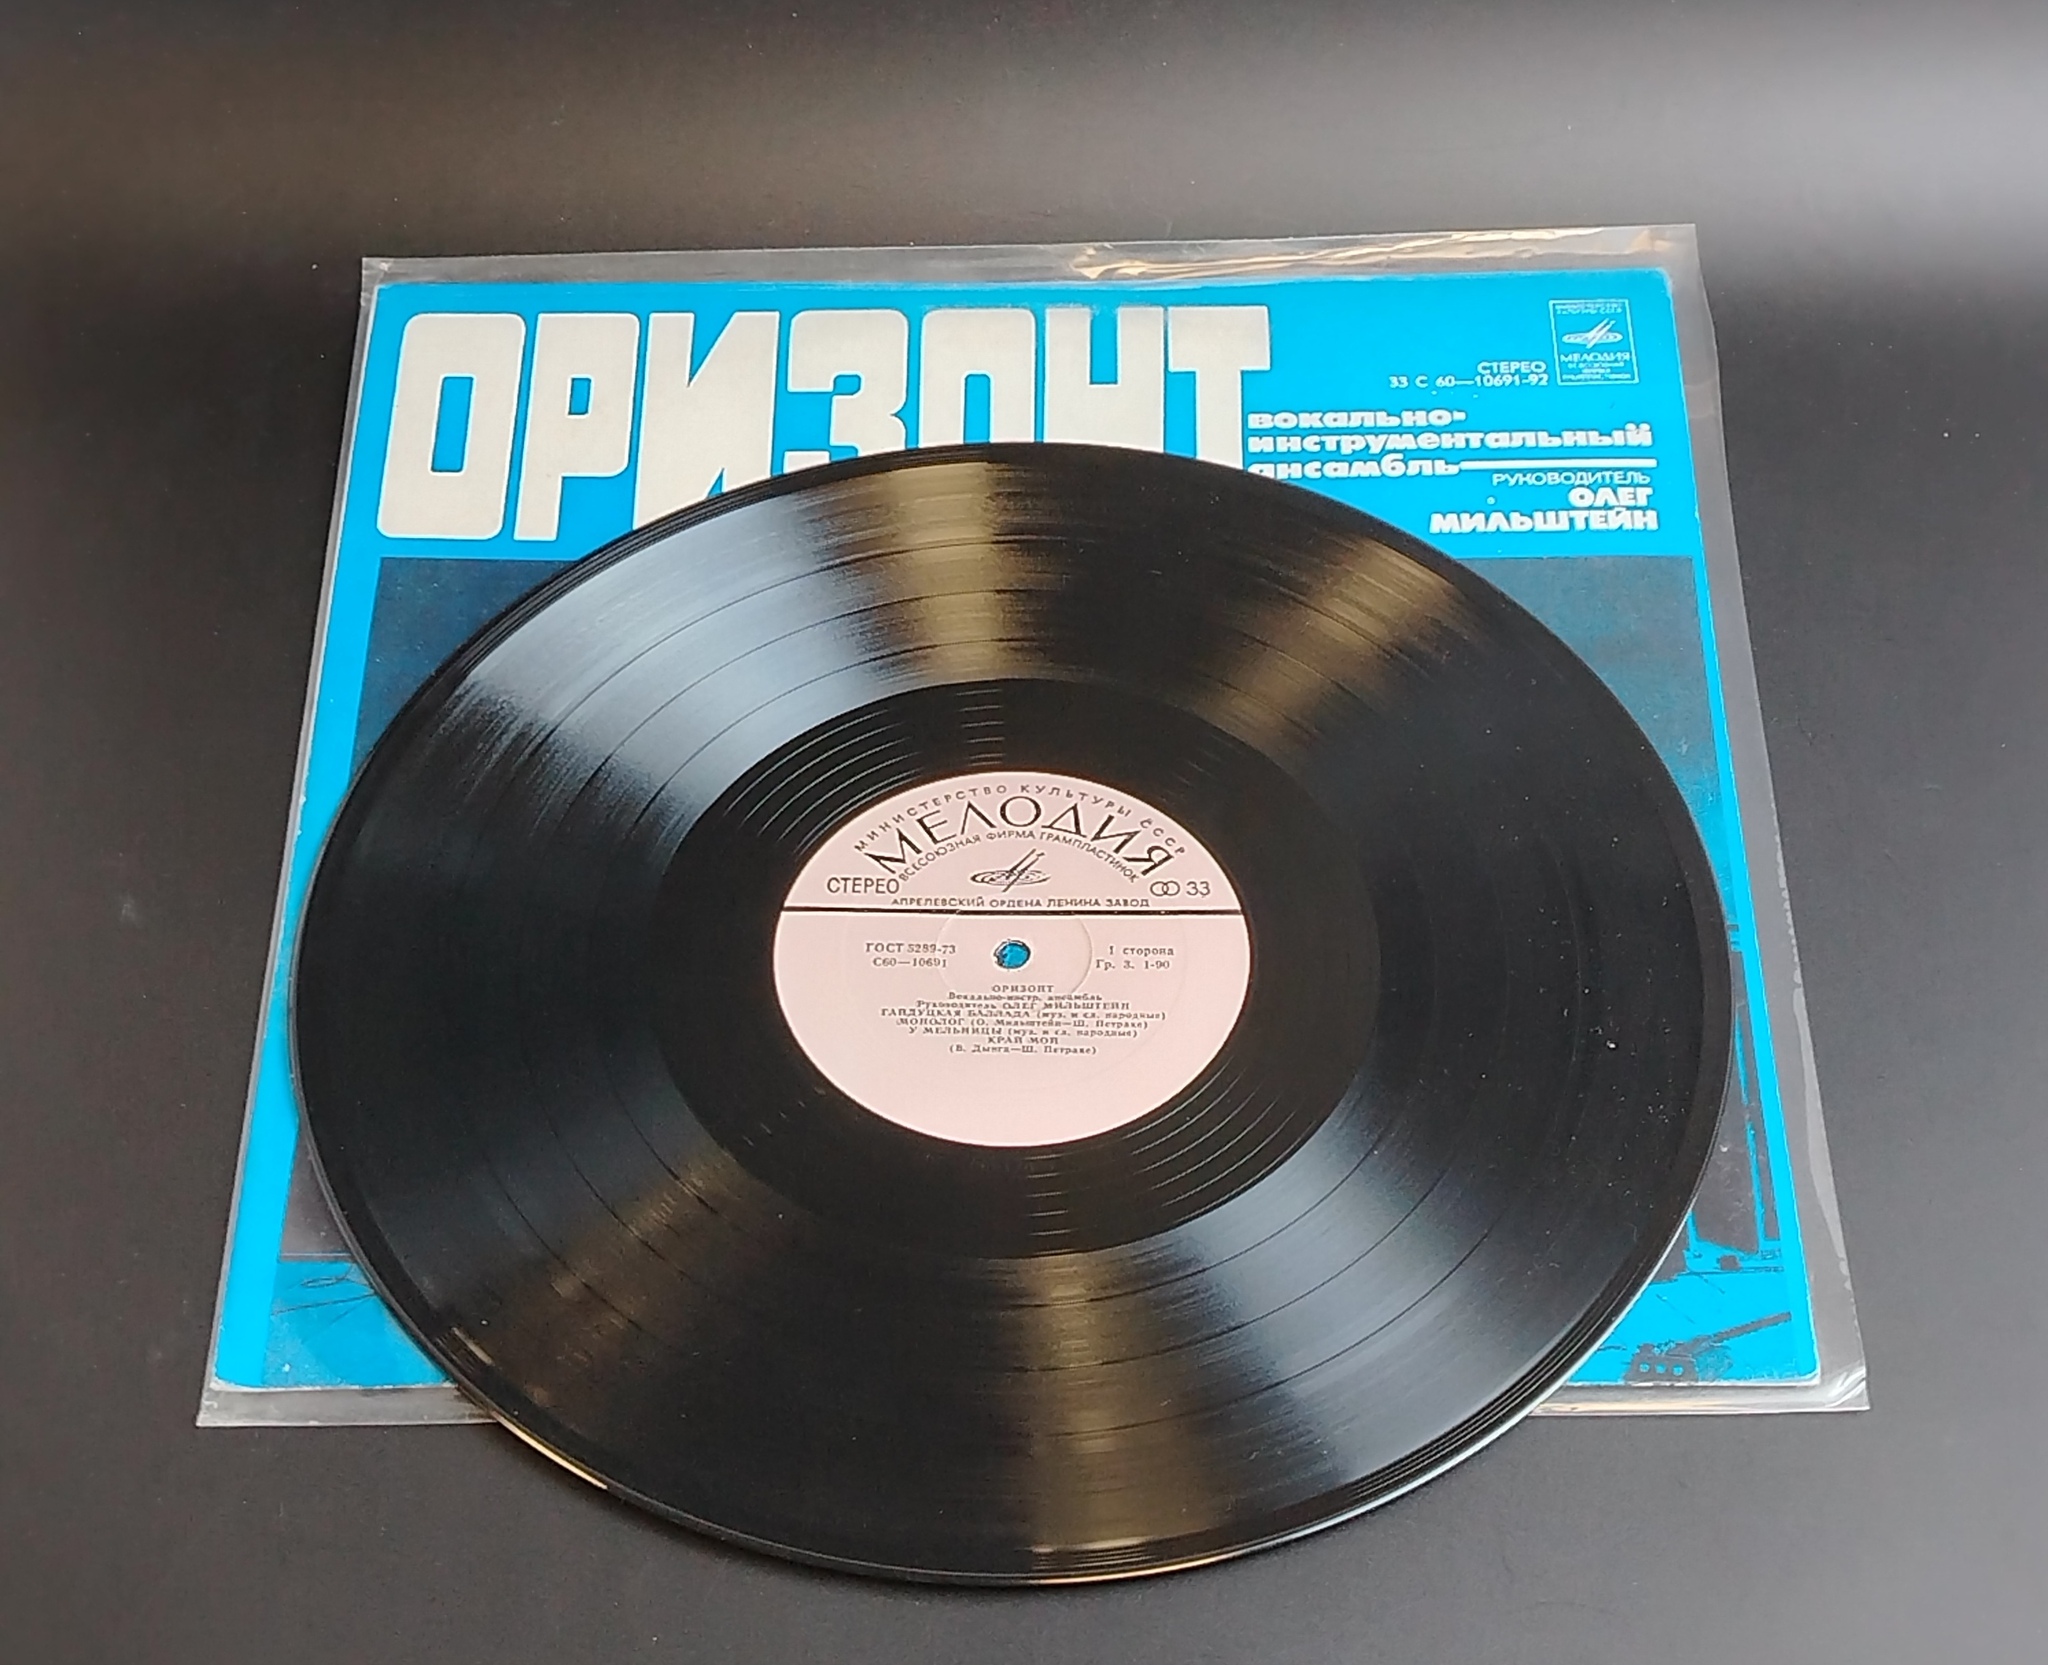 ОРИЗОНТ
МЕЛОДИЯ
СТЕРЕО
33 С 60—10691-92
вокально-
инструментальный
ансамбль
РУКОВОДИТЕЛЬ
ОЛЕГ
МИЛЬШТЕЙН
МИНИСТЕРСТВО КУЛЬТУРЫ СССР
МЕЛОДИЯ
ВСЕСОЮЗНАЯ ФИРМА ГРАМПЛАСТИНОК
СТЕРЕО 33
АПРЕЛЕВСКИЙ ОРДЕНА ЛЕНИНА ЗАВОД
ГОСТ 5289-73 1 сторона
С60—10691 Гр. 3. 1-90
ОРИЗОНТ
Вокально-инстр. ансамбль
Руководитель ОЛЕГ МИЛЬШТЕЙН
ГАЙДУЦКАЯ БАЛЛАДА (муз. и сл. народные)
МОНОЛОГ (О. Мильштейн—Ш. Петраке)
У МЕЛЬНИЦЫ (муз. и сл. народные)
КРАЙ МОЙ
(В. Дынга—Ш. Петраке)